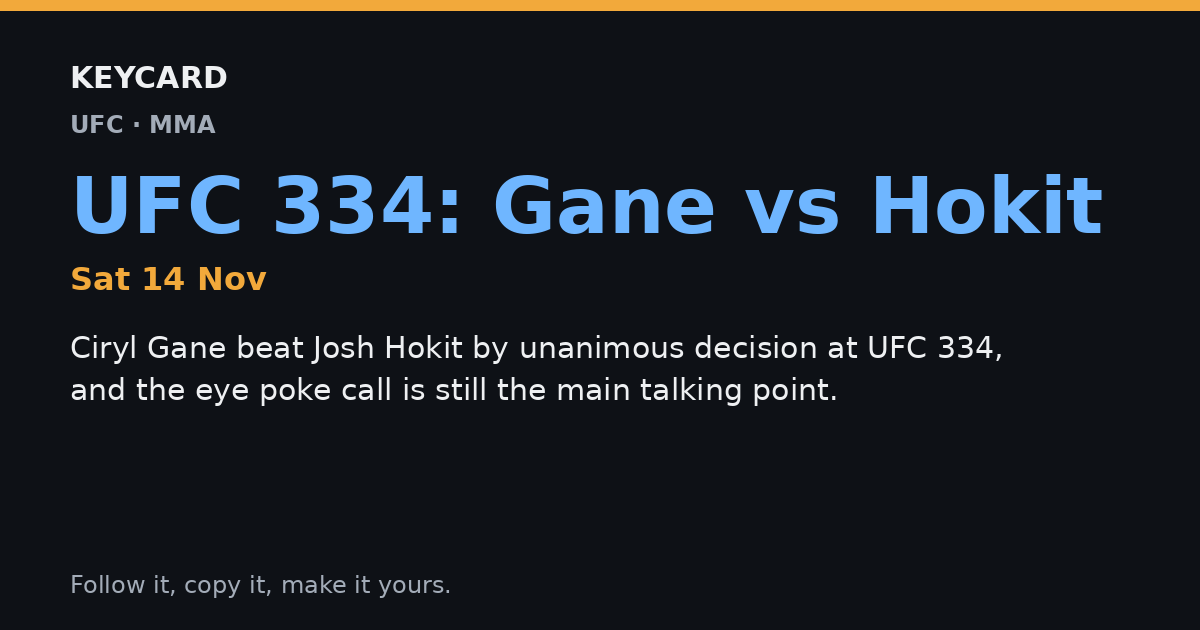 KEYCARD
UFC · MMA
UFC 334: Gane vs Hokit
Sat 14 Nov
Ciryl Gane beat Josh Hokit by unanimous decision at UFC 334,
and the eye poke call is still the main talking point.
Follow it, copy it, make it yours.